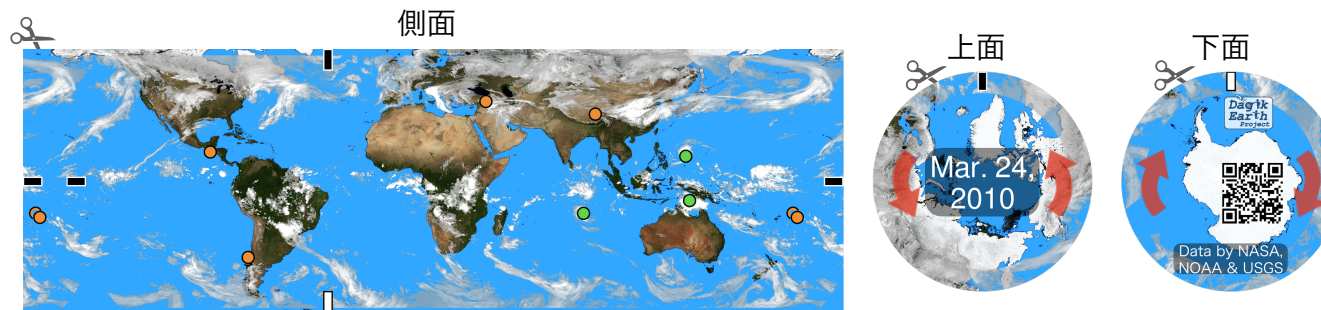 側面
上面
下面
Mar. 24,
2010
Dagik
Earth
Project
Data by NASA,
NOAA & USGS